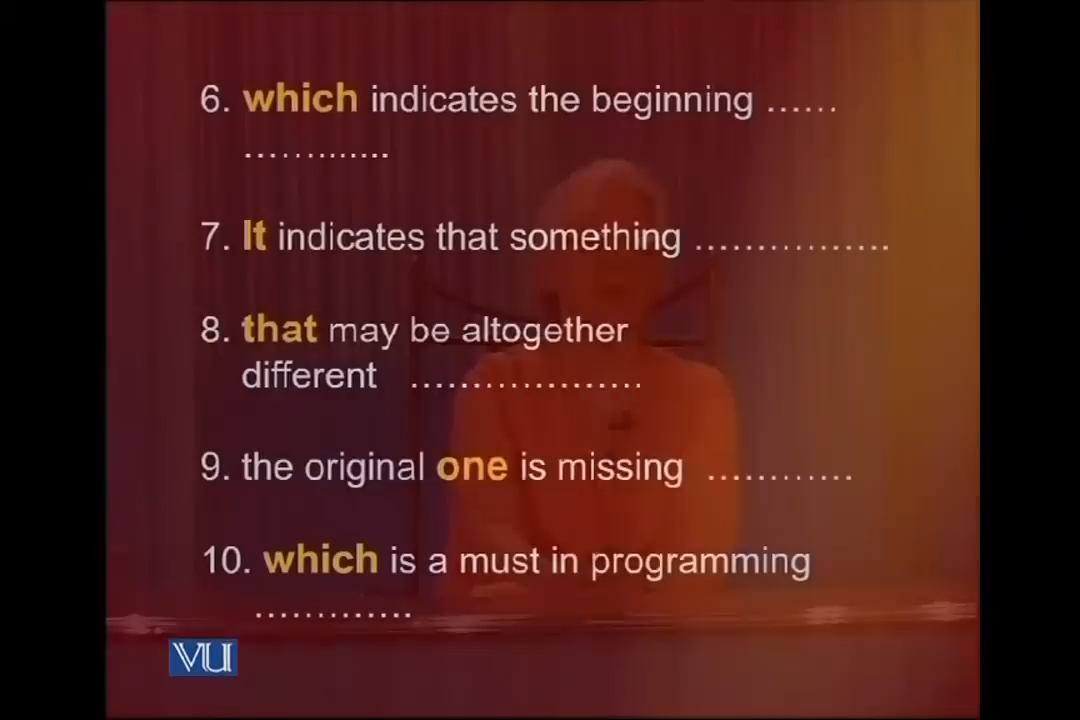 6. which indicates the beginning ......
.............
7. It indicates that something ................
8. that may be altogether
different ...................
9. the original one is missing ............
10. which is a must in programming
.............
VU